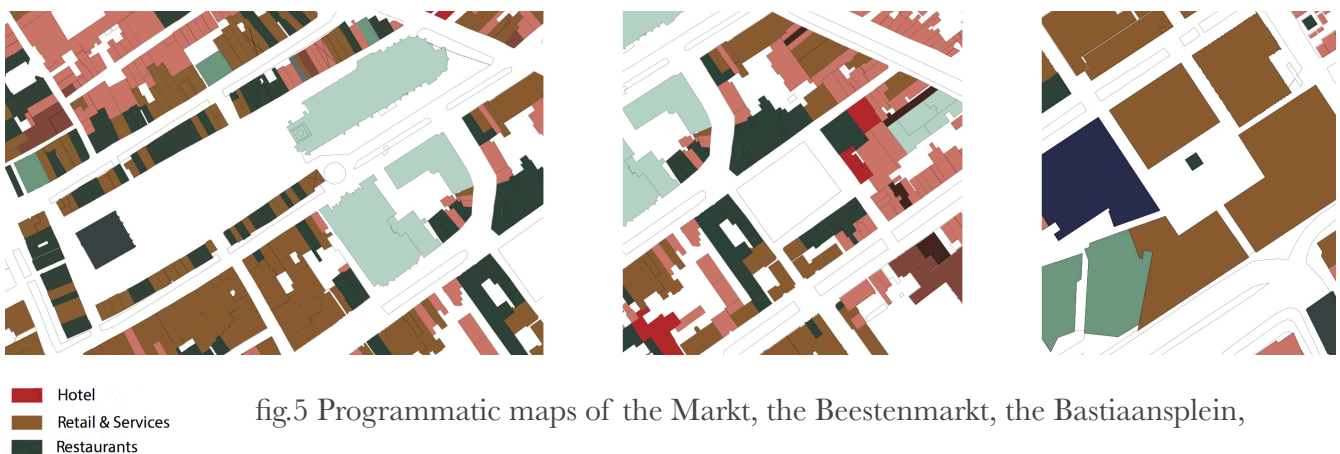 Hotel
Retail & Services
Restaurants
fig.5 Programmatic maps of the Markt, the Beestenmarkt, the Bastiaansplein,